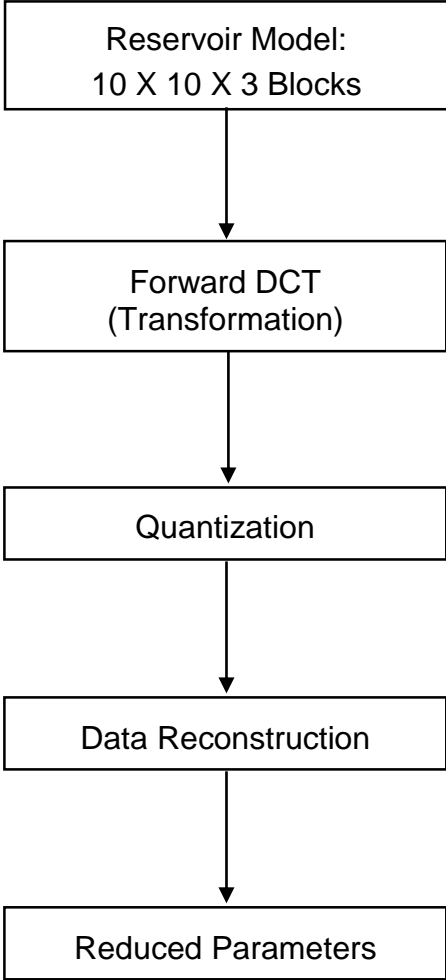 Reservoir Model:
10 X 10 X 3 Blocks
Forward DCT
(Transformation)
Quantization
Data Reconstruction
Reduced Parameters